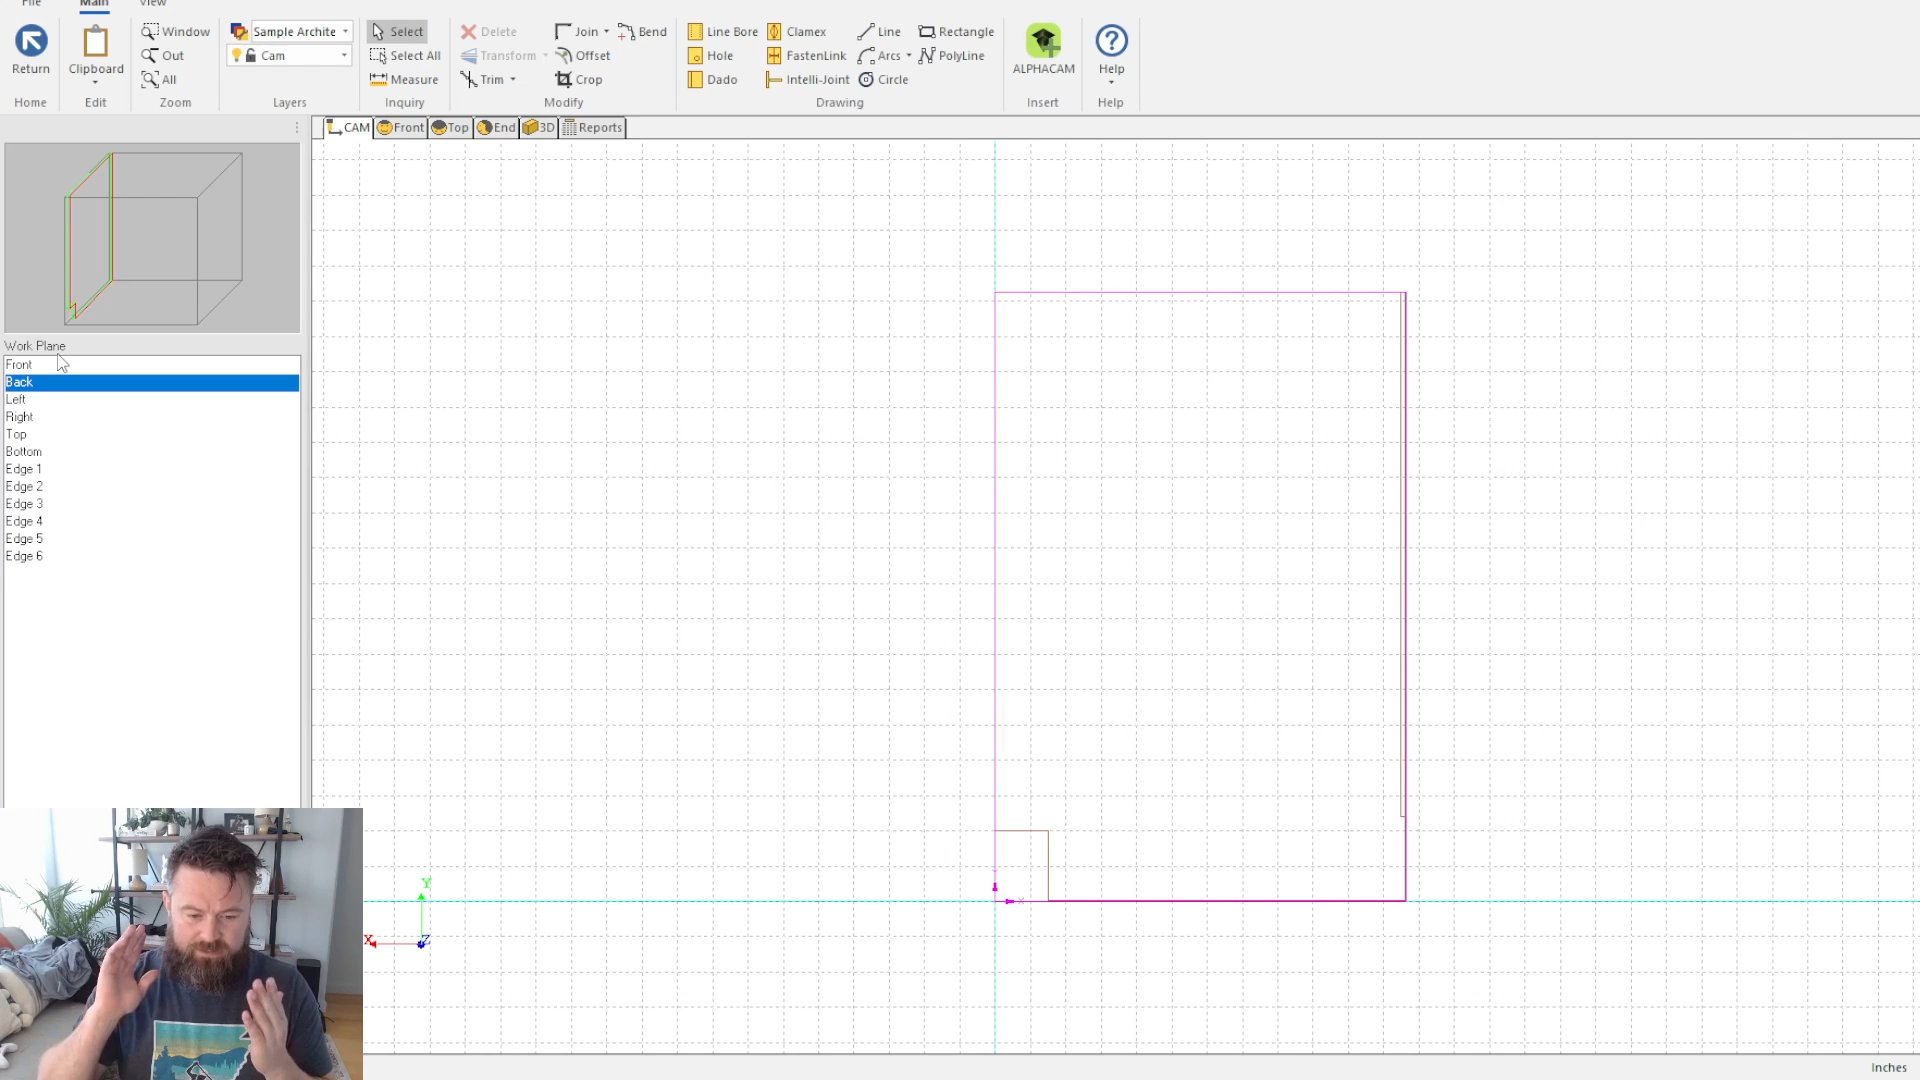 File Main View
Return
Home
Clipboard
Edit
Window
Out
All
Zoom
Sample Archite
Cam
Layers
Select
Select All
Measure
Inquiry
Delete
Transform
Trim
Join
Offset
Crop
Bend
Modify
Line Bore
Hole
Dado
Clamex
FastenLink
Intelli-Joint
Line
Arcs
Circle
Rectangle
PolyLine
Drawing
ALPHACAM
Insert
Help
Help
CAM Front Top End 3D Reports
Work Plane
Front
Back
Left
Right
Top
Bottom
Edge 1
Edge 2
Edge 3
Edge 4
Edge 5
Edge 6
Y
X
Z
X
Inches